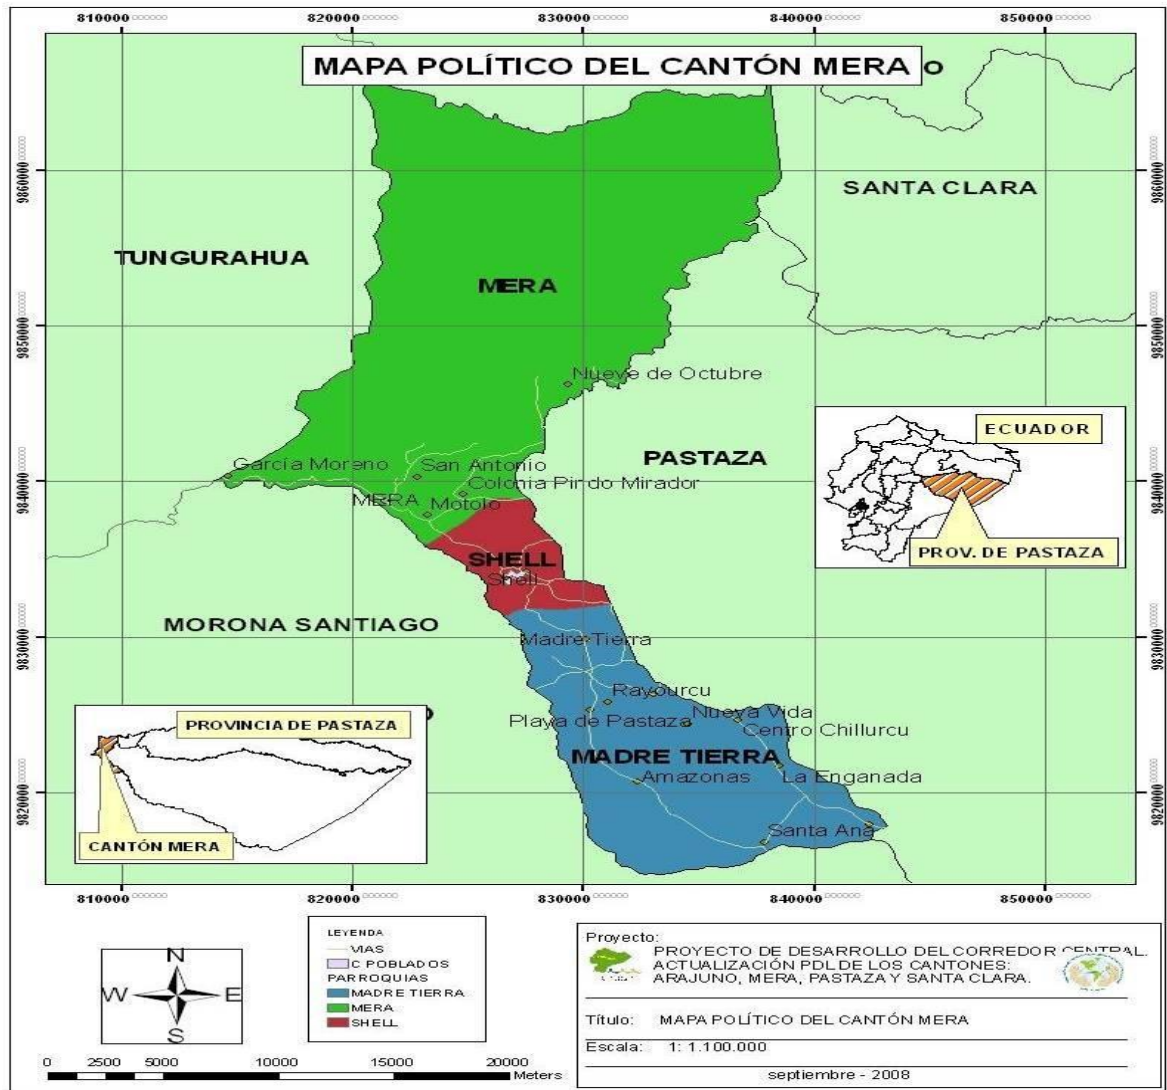 810000 820000 830000 840000 850000
MAPA POLÍTICO DEL CANTÓN MERA
O
9860000
9860000
SANTA CLARA
TUNGURAHUA
MERA
9850000
9850000
Nueve de Octubre
ECUADOR
PASTAZA
García Moreno
San Antonio
Colonia Pindo Mirador
9840000
9840000
MERA
Motolo
PROV. DE PASTAZA
SHELL
Shell
MORONA SANTIAGO
9830000
9830000
Madre Tierra
Rayourcu
Nueva Vida
Playa de Pastaza
Centro Chillurcu
PROVINCIA DE PASTAZA
MADRE TIERRA
Amazonas
La Enganada
9820000
9820000
Santa Ana
CANTÓN MERA
810000 820000 830000 840000 850000
N
W E
S
LEYENDA
VIAS
C POBLADOS
PARROQUIAS
MADRE TIERRA
MERA
SHELL
0 2500 5000 10000 15000 20000
Meters
Proyecto:
PROYECTO DE DESARROLLO DEL CORREDOR CENTRAL.
ACTUALIZACIÓN PDL DE LOS CANTONES:
ARAJUNO, MERA, PASTAZA Y SANTA CLARA.
Título: MAPA POLÍTICO DEL CANTÓN MERA
Escala: 1: 1.100.000
septiembre - 2008